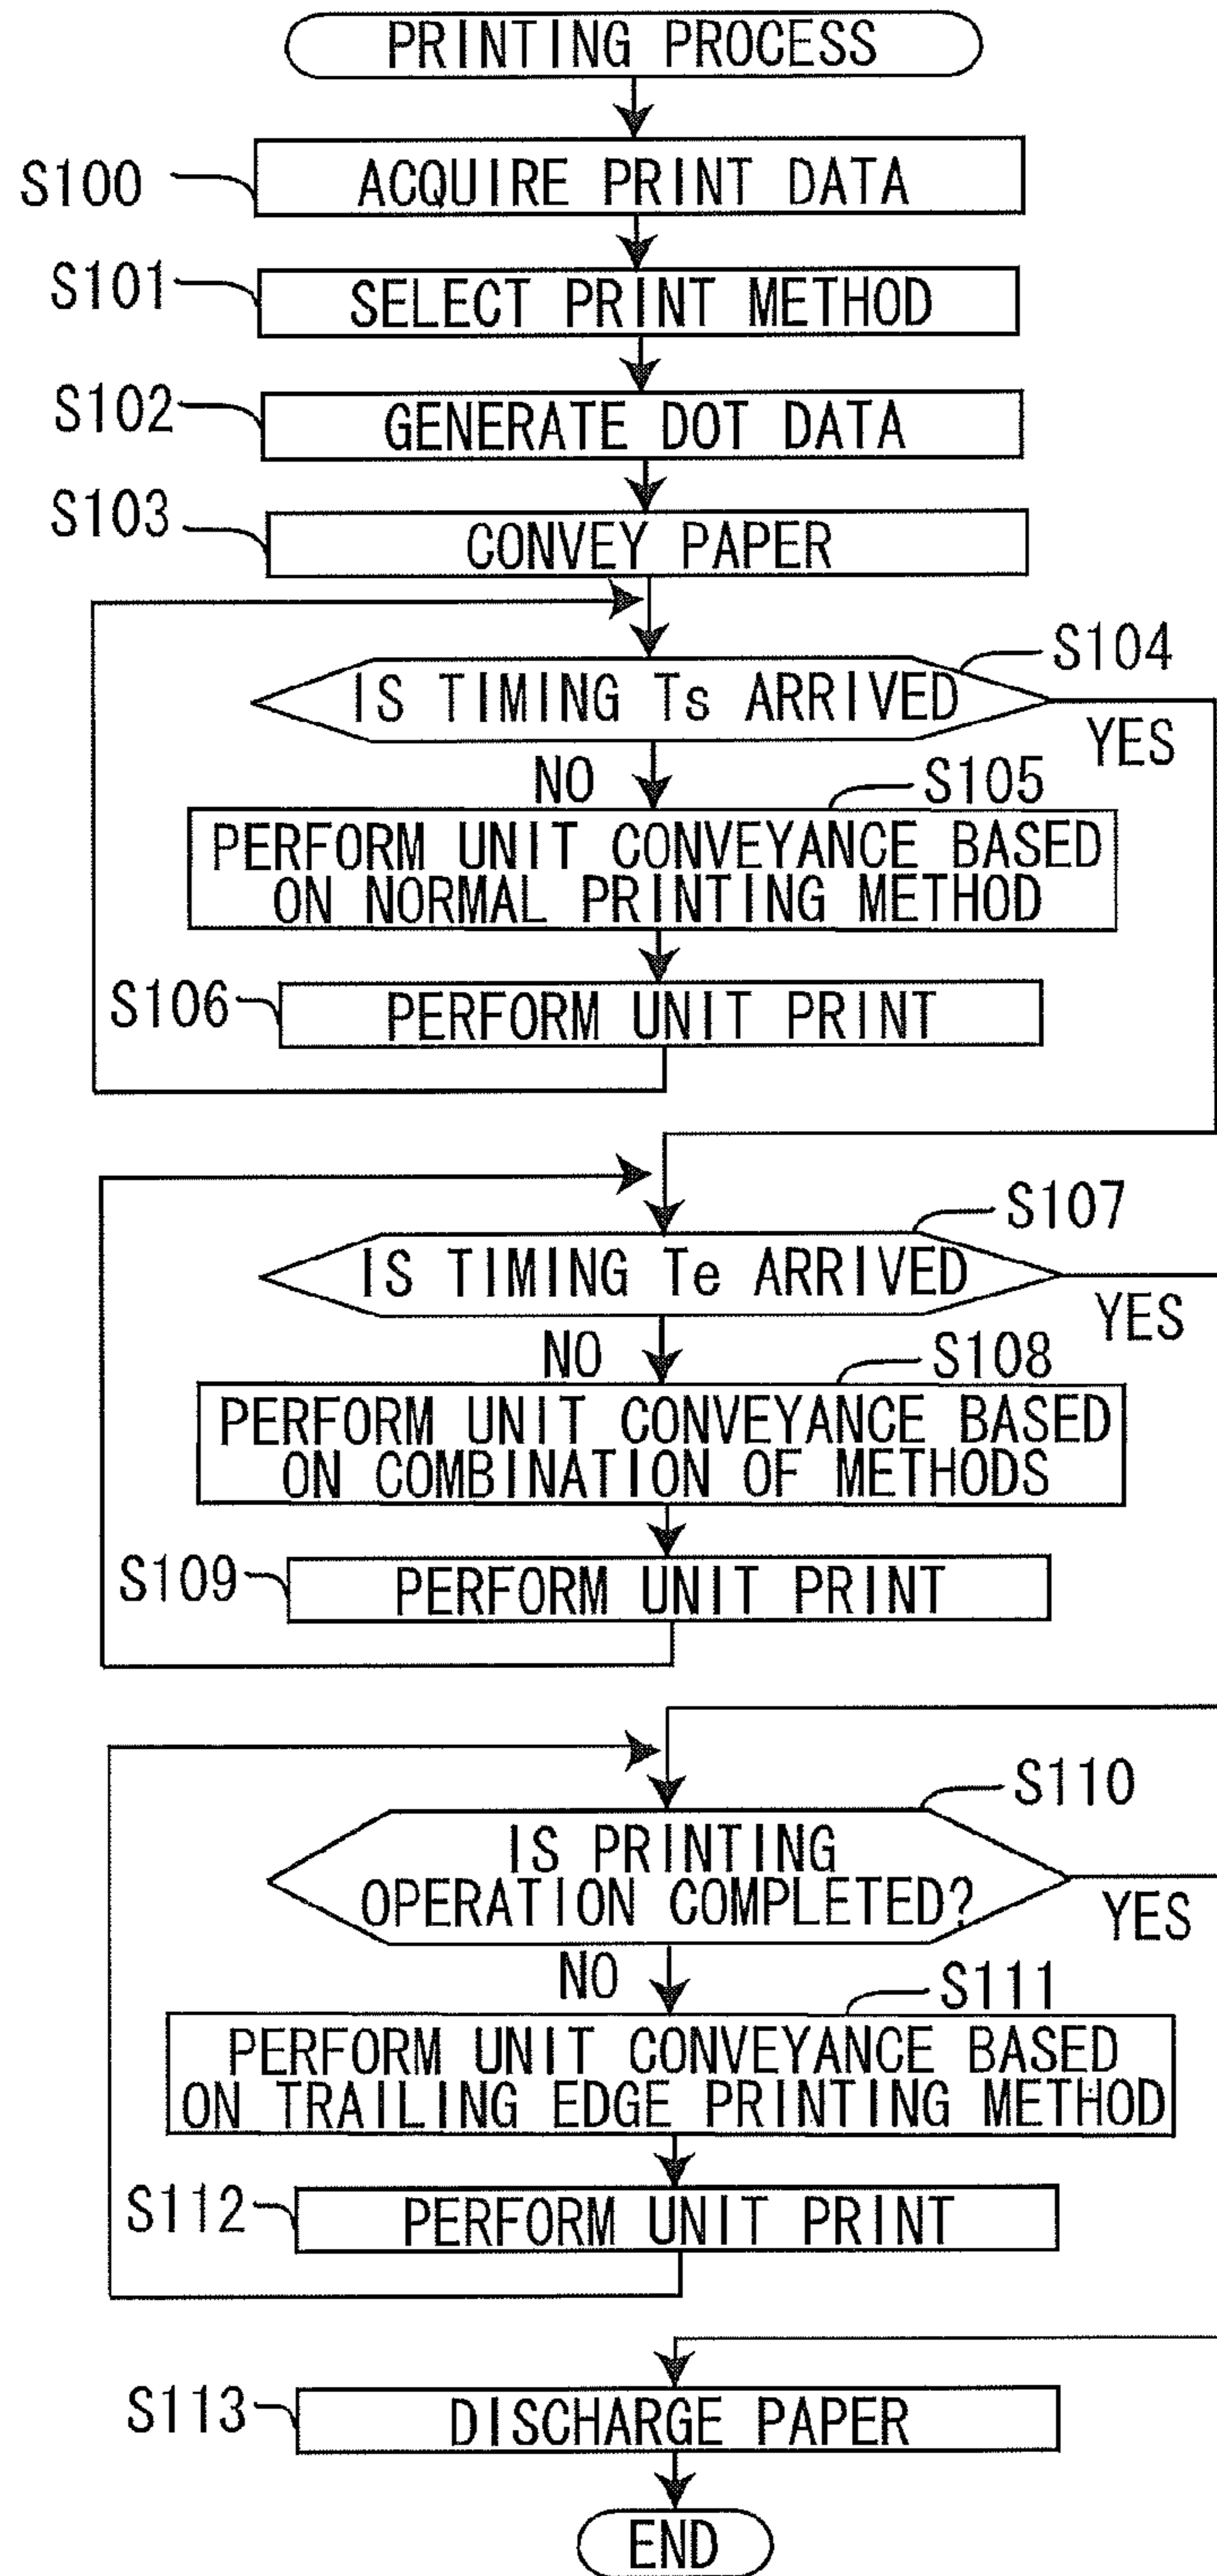 PRINTING PROCESS
S100
ACQUIRE PRINT DATA
S101
SELECT PRINT METHOD
S102
GENERATE DOT DATA
S103
CONVEY PAPER
S104
IS TIMING Ts ARRIVED
YES
NO
S105
PERFORM UNIT CONVEYANCE BASED
ON NORMAL PRINTING METHOD
S106
PERFORM UNIT PRINT
S107
IS TIMING Te ARRIVED
YES
NO
S108
PERFORM UNIT CONVEYANCE BASED
ON COMBINATION OF METHODS
S109
PERFORM UNIT PRINT
S110
IS PRINTING
OPERATION COMPLETED?
YES
NO
S111
PERFORM UNIT CONVEYANCE BASED
ON TRAILING EDGE PRINTING METHOD
S112
PERFORM UNIT PRINT
S113
DISCHARGE PAPER
END